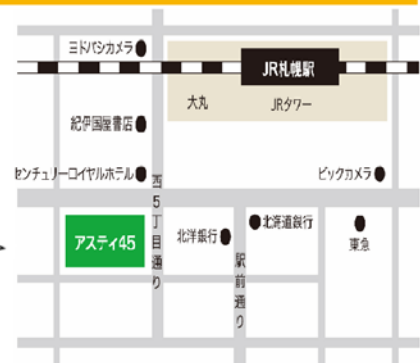 ヨドバシカメラ
JR札幌駅
大丸
JRタワー
紀伊国屋書店
センチュリーロイヤルホテル
ビックカメラ
西5丁目通り
アスティ45
北洋銀行
北海道銀行
東急
駅前通り